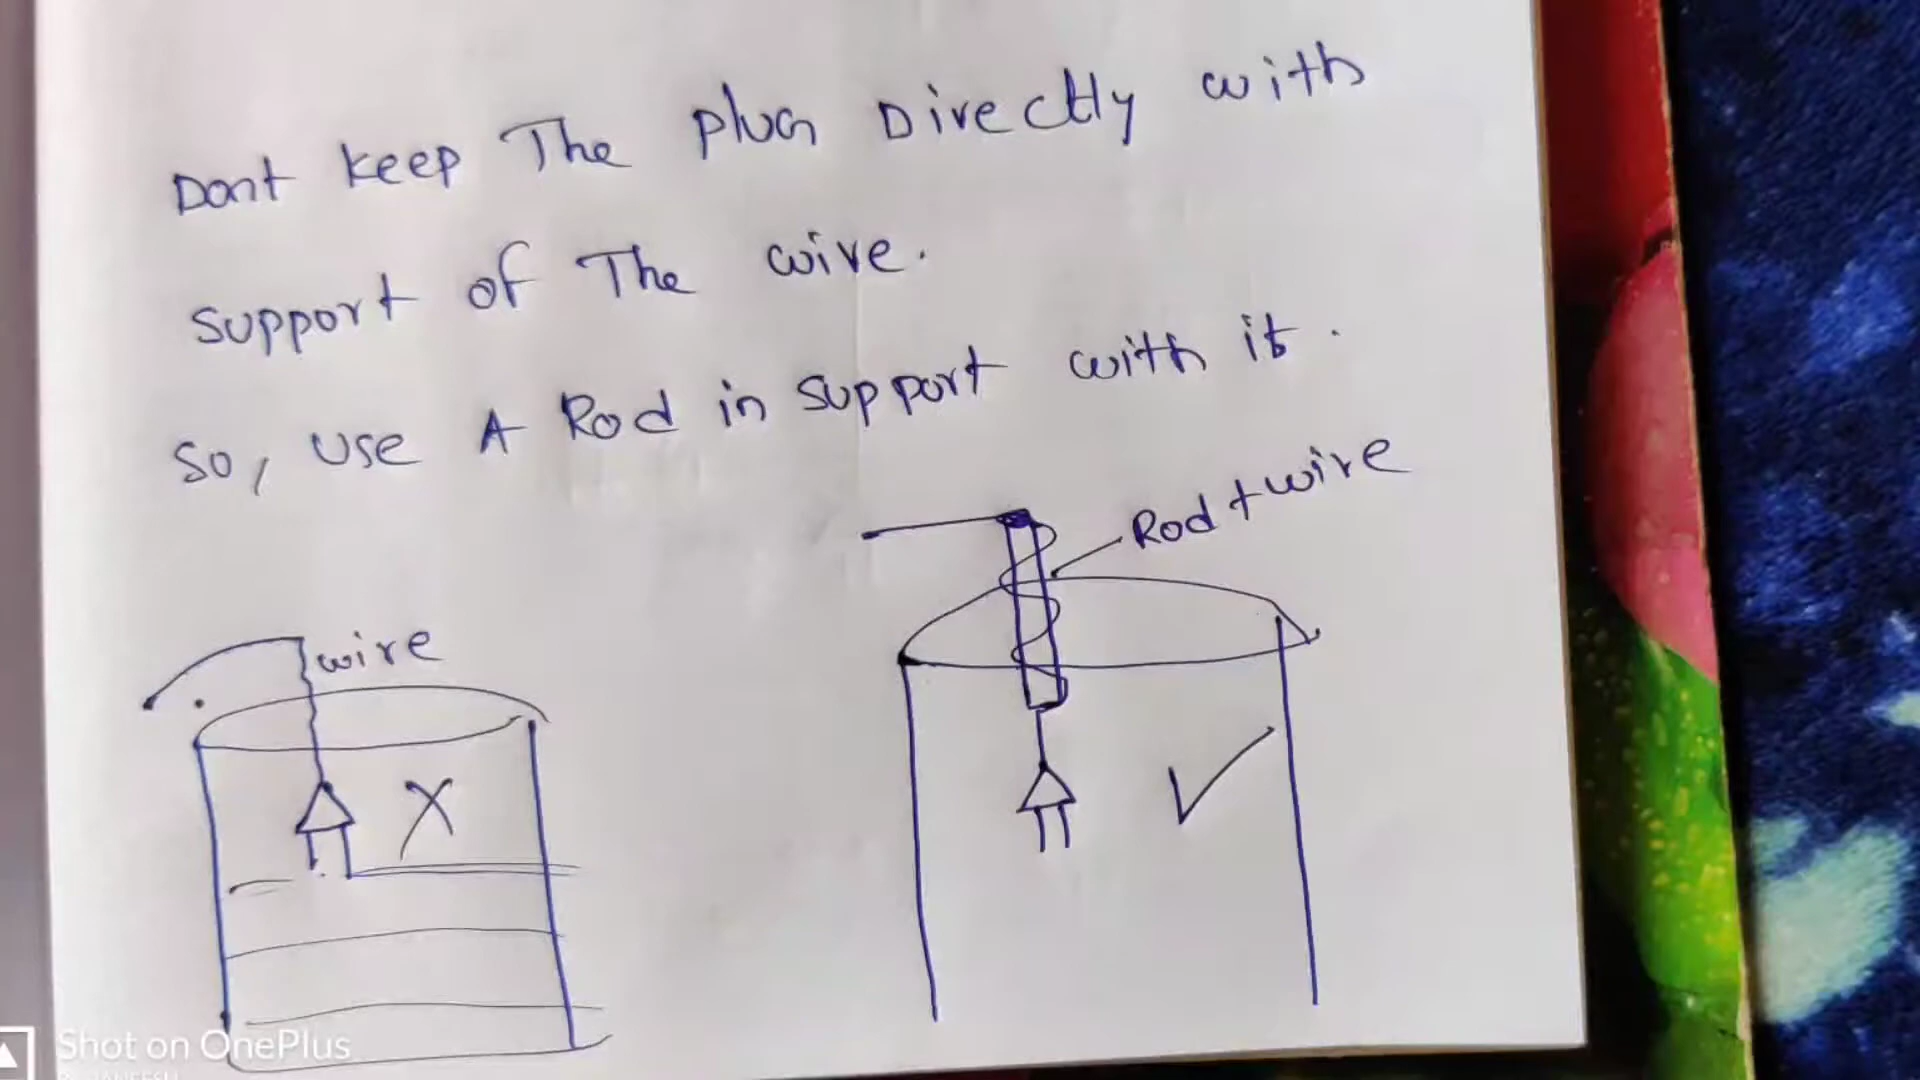 Dont keep The plug Directly with
support of The wire.
So, use A Rod in support with it.
Rod + wire
wire
X
Shot on OnePlus